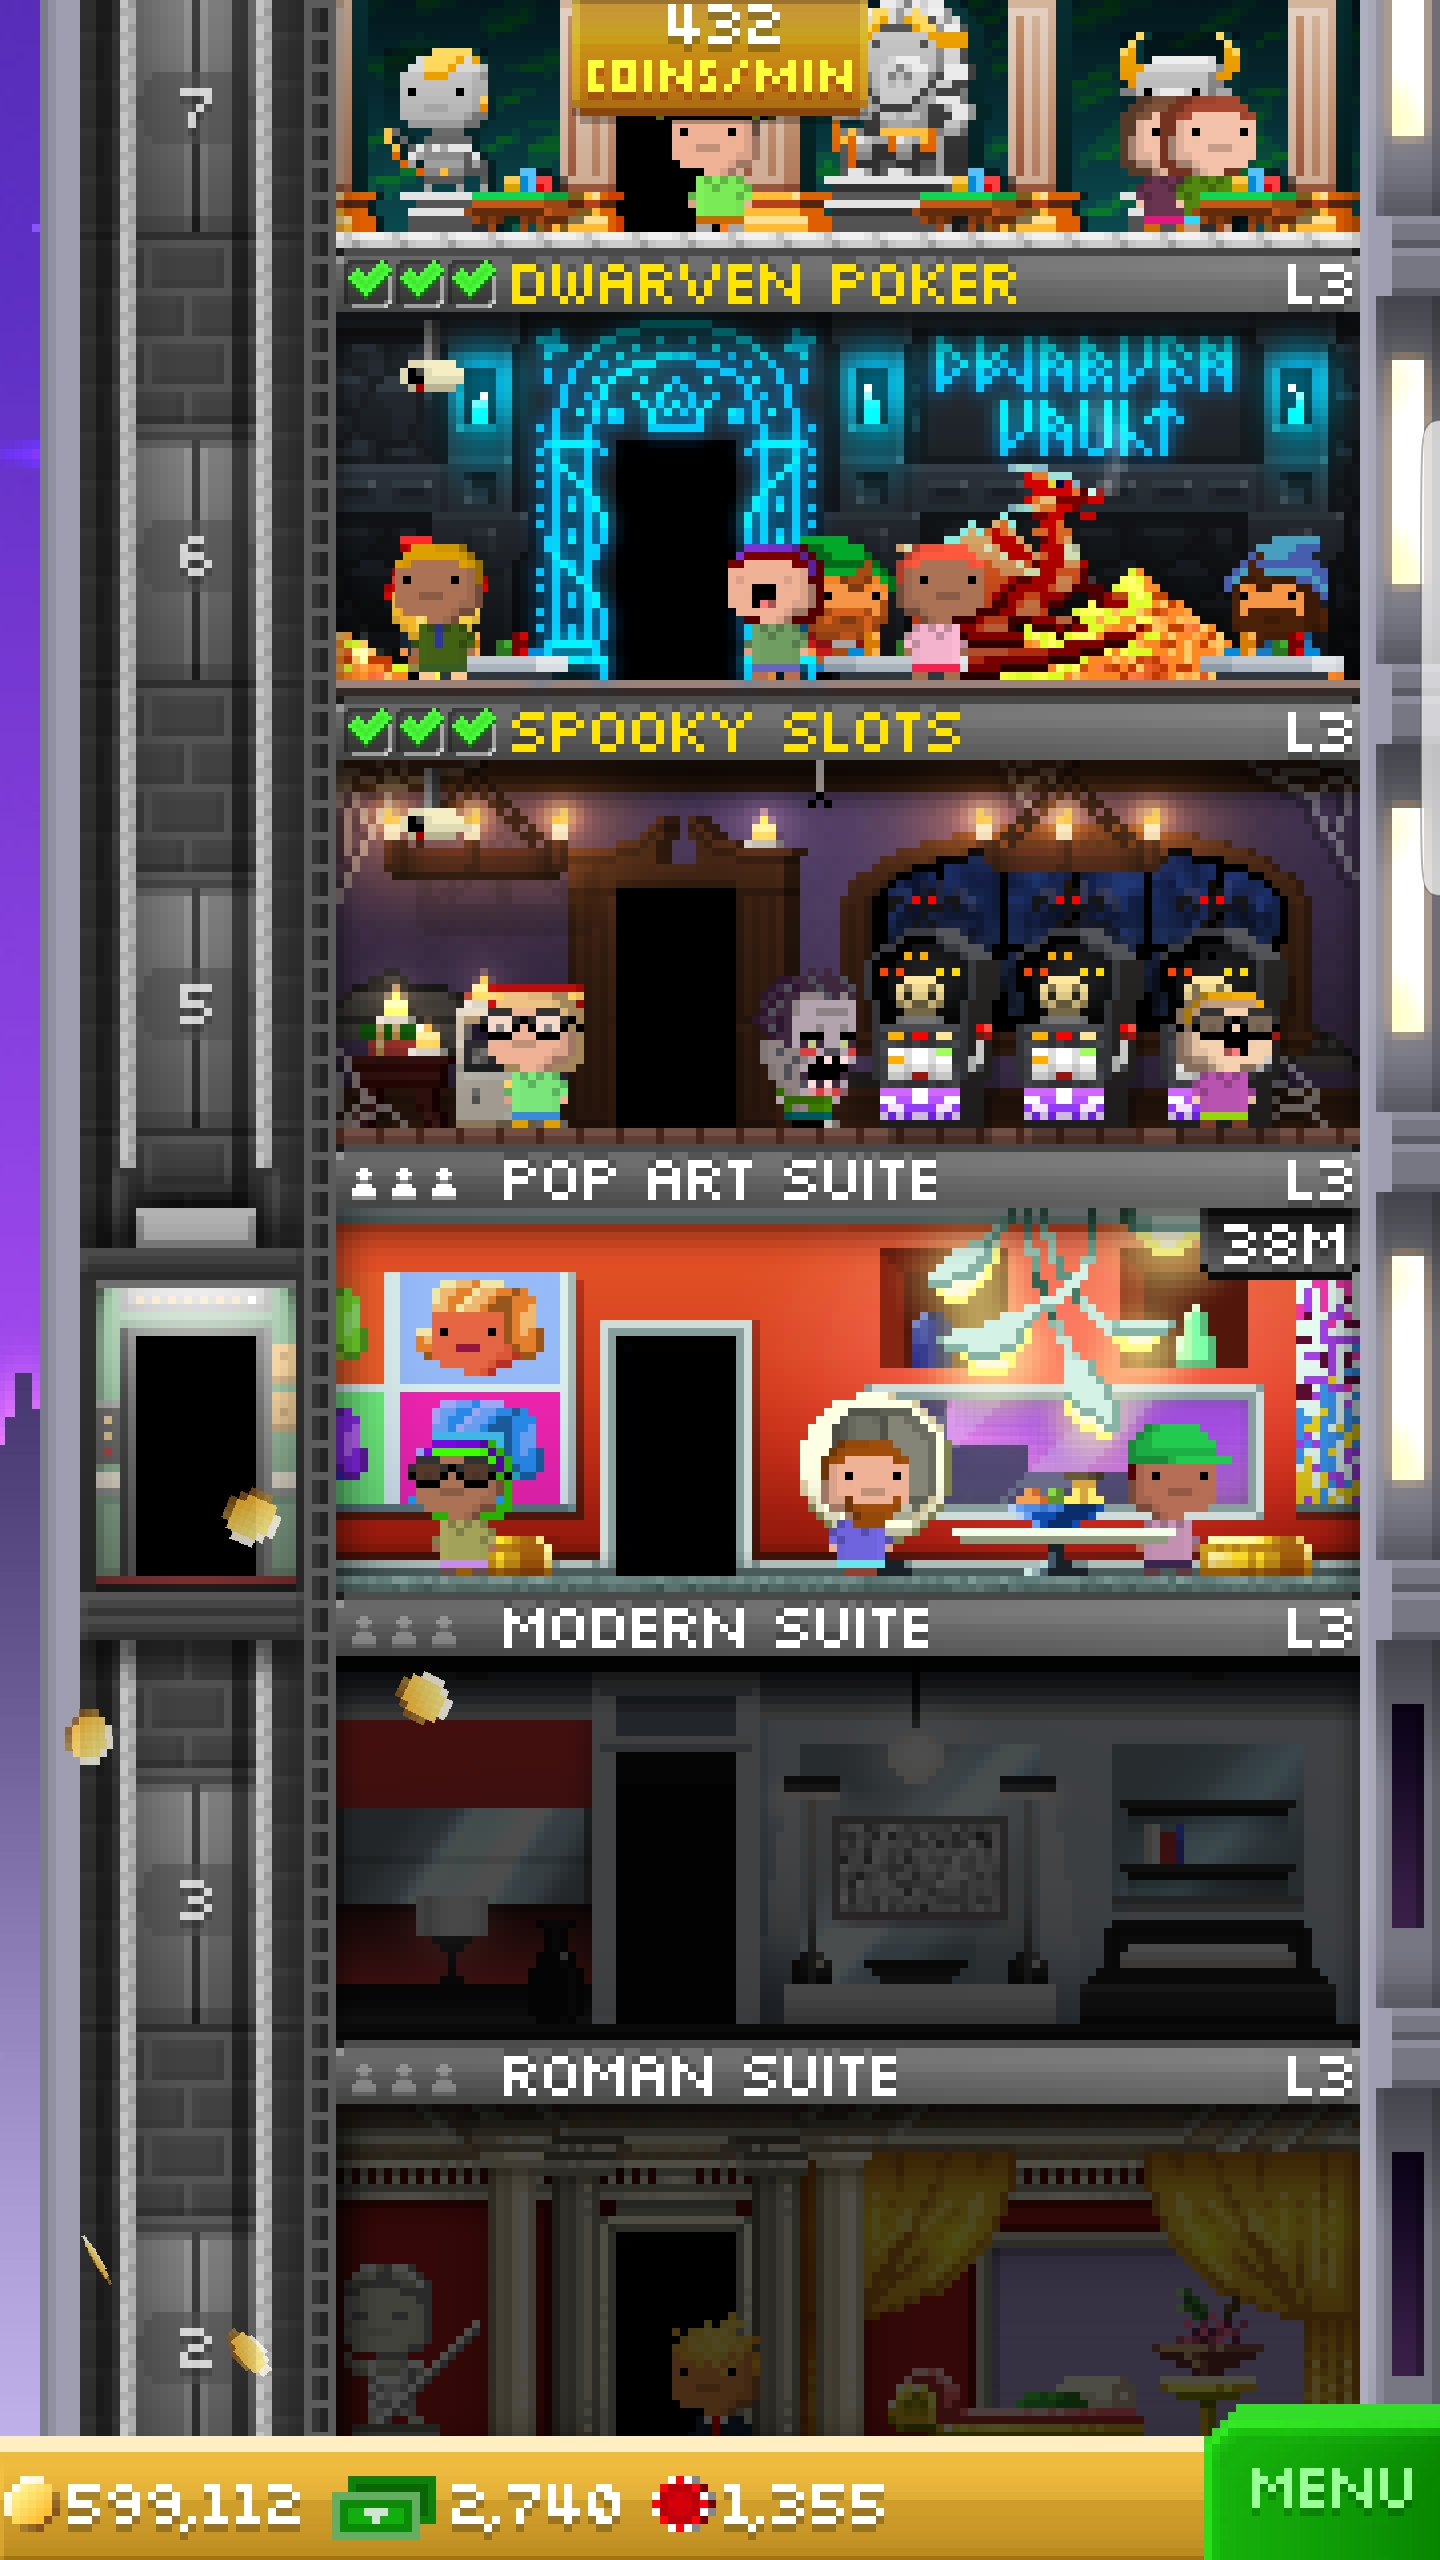 432
COINS/MIN
7
DWARVEN POKER L3
DWARVEN
VAULT
6
SPOOKY SLOTS L3
5
POP ART SUITE L3
38M
MODERN SUITE L3
3
ROMAN SUITE L3
2
599,112 2,740 1,355
MENU